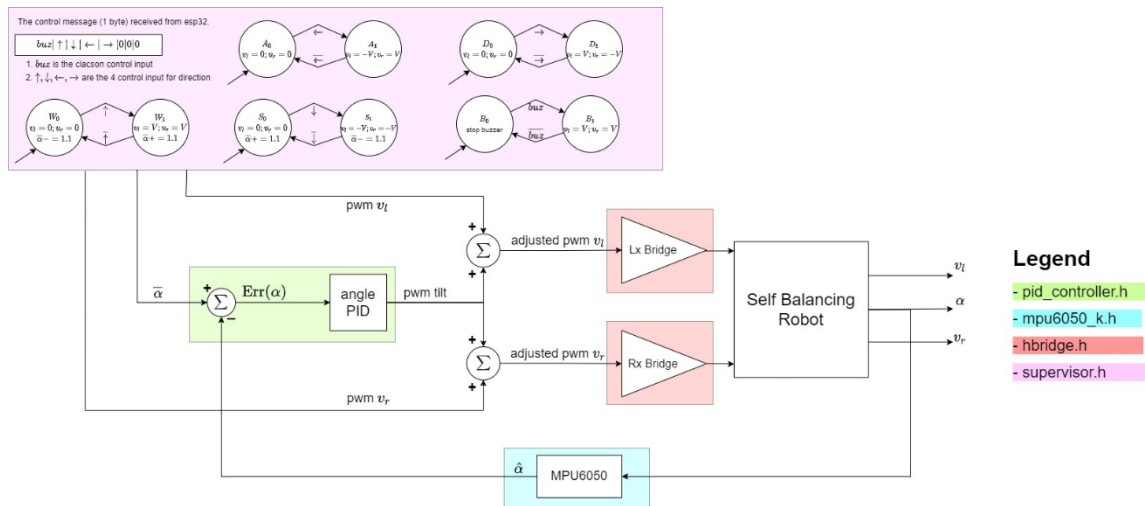 The control message (1 byte) received from esp32.
buz| ↑ | ↓ | ← | → |0|0|0
1. buz is the clacson control input
2. ↑, ↓, ←, → are the 4 control input for direction
A₀
v_l = 0; v_r = 0
←
←̅
A₁
v_l = −V; v_r = V
D₀
v_l = 0; v_r = 0
→
→̅
D₁
v_l = V; v_r = −V
W₀
v_l = 0; v_r = 0
α̅− = 1.1
↑
↑̅
W₁
v_l = V; v_r = V
α̅+ = 1.1
S₀
v_l = 0; v_r = 0
α̅+ = 1.1
↓
↓̅
S₁
v_l = −V; v_r = −V
α̅− = 1.1
B₀
stop buzzer
buz
b̅u̅z̅
B₁
v_l = V; v_r = V
pwm v_l
+
Σ
+
adjusted pwm v_l
Lx Bridge
α̅
+
Σ
−
Err(α)
angle
PID
pwm tilt
Self Balancing
Robot
v_l
α
v_r
+
Σ
+
adjusted pwm v_r
Rx Bridge
pwm v_r
α̂
MPU6050
Legend
- pid_controller.h
- mpu6050_k.h
- hbridge.h
- supervisor.h